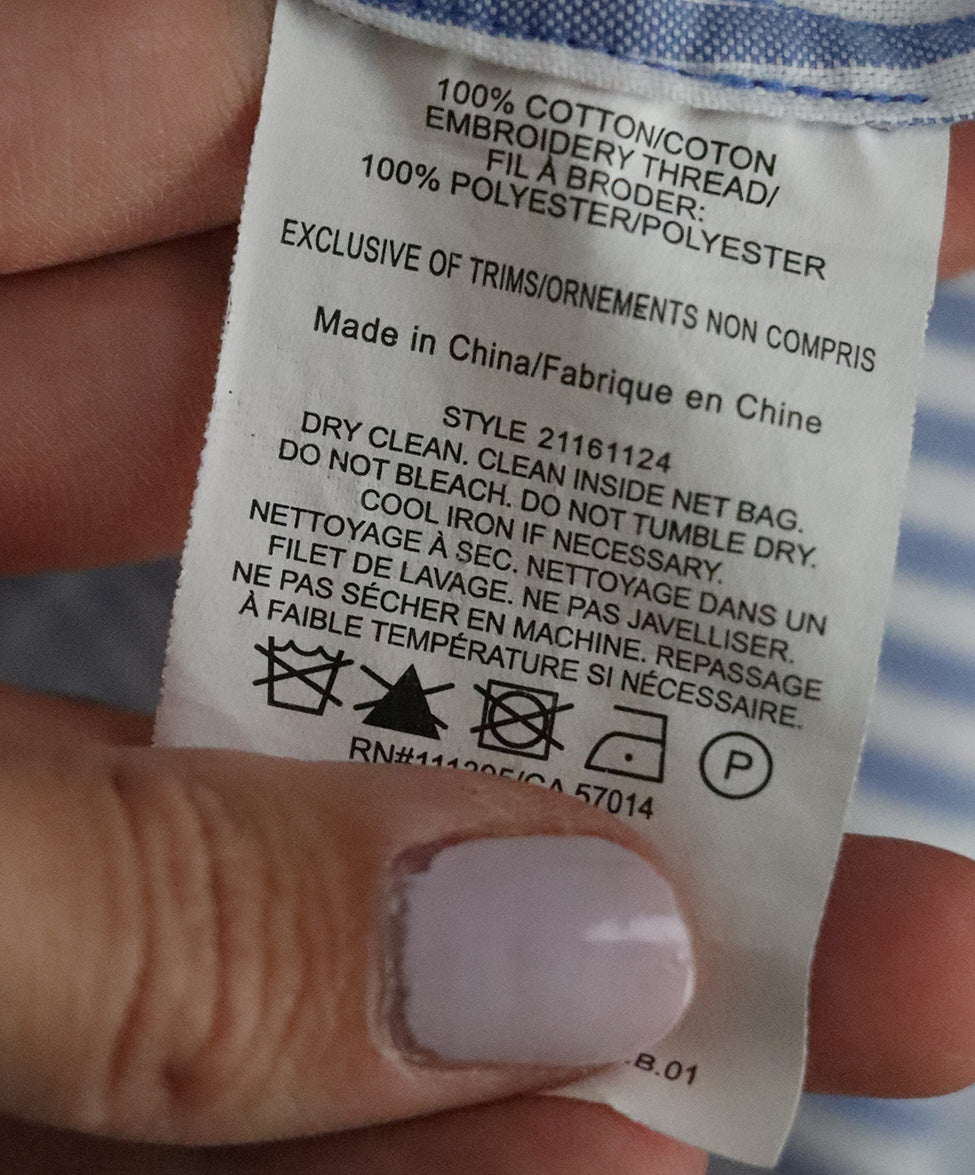 100% COTTON/COTON
EMBROIDERY THREAD/
FIL À BRODER:
100% POLYESTER/POLYESTER
EXCLUSIVE OF TRIMS/ORNEMENTS NON COMPRIS
Made in China/Fabrique en Chine
STYLE 21161124
DRY CLEAN. CLEAN INSIDE NET BAG.
DO NOT BLEACH. DO NOT TUMBLE DRY.
COOL IRON IF NECESSARY.
NETTOYAGE À SEC. NETTOYAGE DANS UN
FILET DE LAVAGE. NE PAS JAVELLISER.
NE PAS SÉCHER EN MACHINE. REPASSAGE
À FAIBLE TEMPÉRATURE SI NÉCESSAIRE.
P
57014
B.01